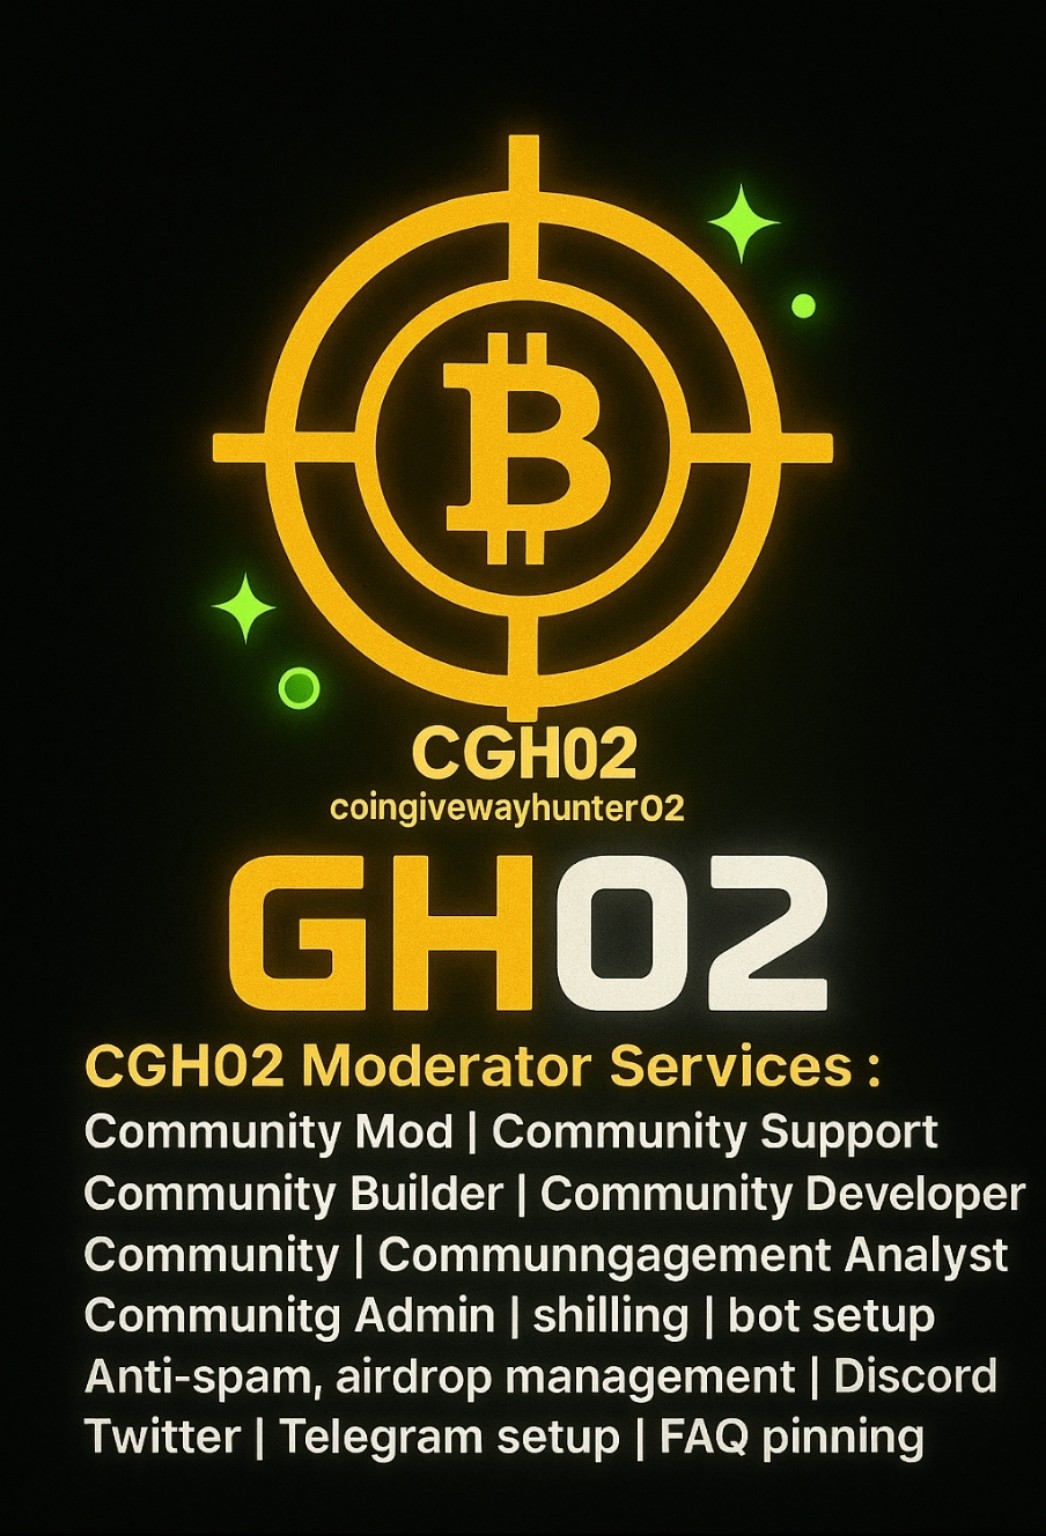 CGH02
coingivewayhunter02
GH02
CGH02 Moderator Services :
Community Mod | Community Support
Community Builder | Community Developer
Community | Communngagement Analyst
Communitg Admin | shilling | bot setup
Anti-spam, airdrop management | Discord
Twitter | Telegram setup | FAQ pinning